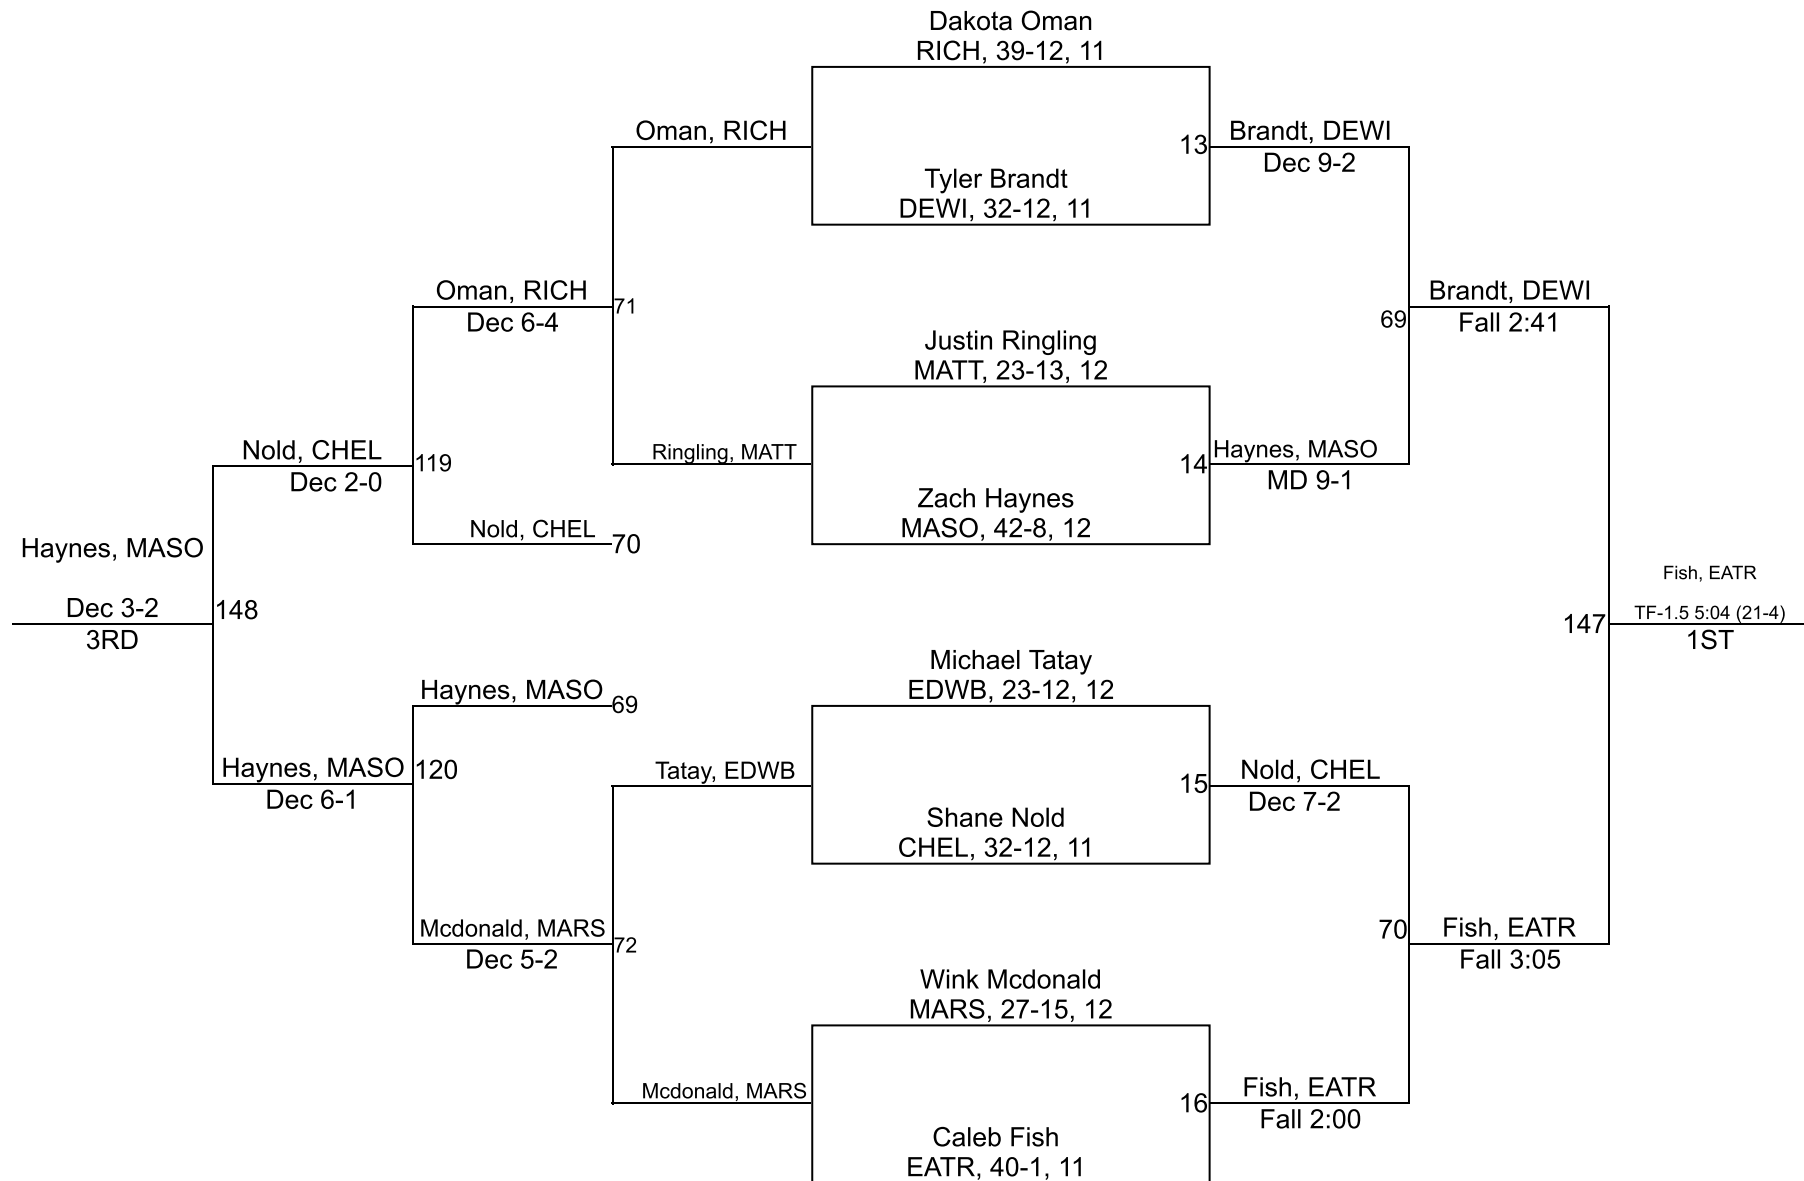 Dakota Oman
RICH, 39-12, 11
Oman, RICH
13
Brandt, DEWI
Dec 9-2
Tyler Brandt
DEWI, 32-12, 11
Oman, RICH
Dec 6-4
71
69
Brandt, DEWI
Fall 2:41
Justin Ringling
MATT, 23-13, 12
Ringling, MATT
14
Haynes, MASO
MD 9-1
Nold, CHEL
Dec 2-0
119
Zach Haynes
MASO, 42-8, 12
Nold, CHEL
70
Haynes, MASO
Dec 3-2
3RD
148
147
Fish, EATR
TF-1.5 5:04 (21-4)
1ST
Michael Tatay
EDWB, 23-12, 12
Haynes, MASO
69
Haynes, MASO
Dec 6-1
120
Tatay, EDWB
15
Nold, CHEL
Dec 7-2
Shane Nold
CHEL, 32-12, 11
Mcdonald, MARS
Dec 5-2
72
70
Fish, EATR
Fall 3:05
Wink Mcdonald
MARS, 27-15, 12
Mcdonald, MARS
16
Fish, EATR
Fall 2:00
Caleb Fish
EATR, 40-1, 11